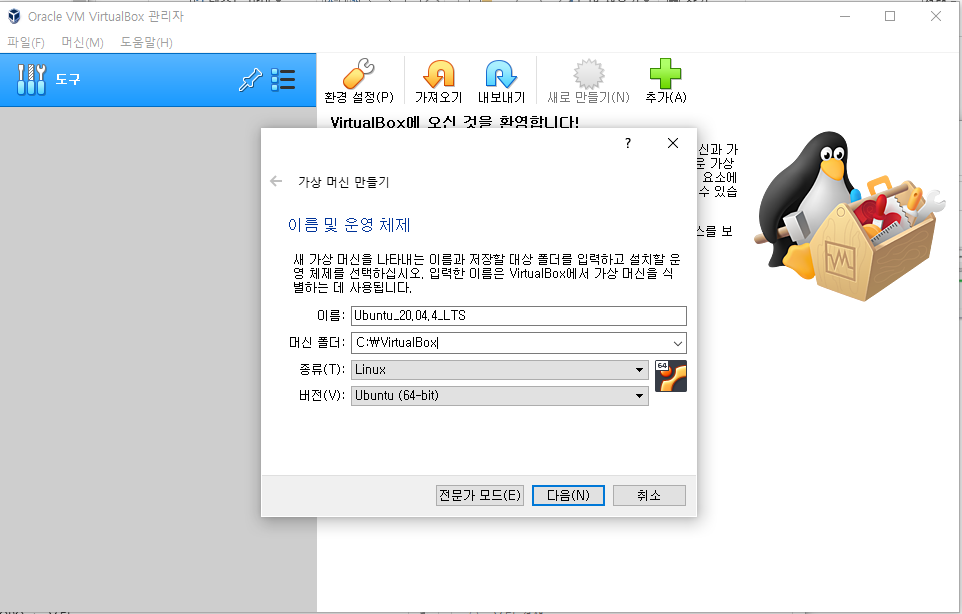 Oracle VM VirtualBox 관리자
파일(F) 머신(M) 도움말(H)
도구
환경 설정(P) 가져오기 내보내기 새로 만들기(N) 추가(A)
VirtualBox에 오신 것을 환영합니다!
신과 가
운 가상
요소에
수 있습
스를 보
? ×
가상 머신 만들기
이름 및 운영 체제
새 가상 머신을 나타내는 이름과 저장할 대상 폴더를 입력하고 설치할 운
영 체제를 선택하십시오. 입력한 이름은 VirtualBox에서 가상 머신을 식
별하는 데 사용됩니다.
이름: Ubuntu_20.04.4_LTS
머신 폴더: C:₩VirtualBox
종류(T): Linux
64
버전(V): Ubuntu (64-bit)
전문가 모드(E) 다음(N) 취소